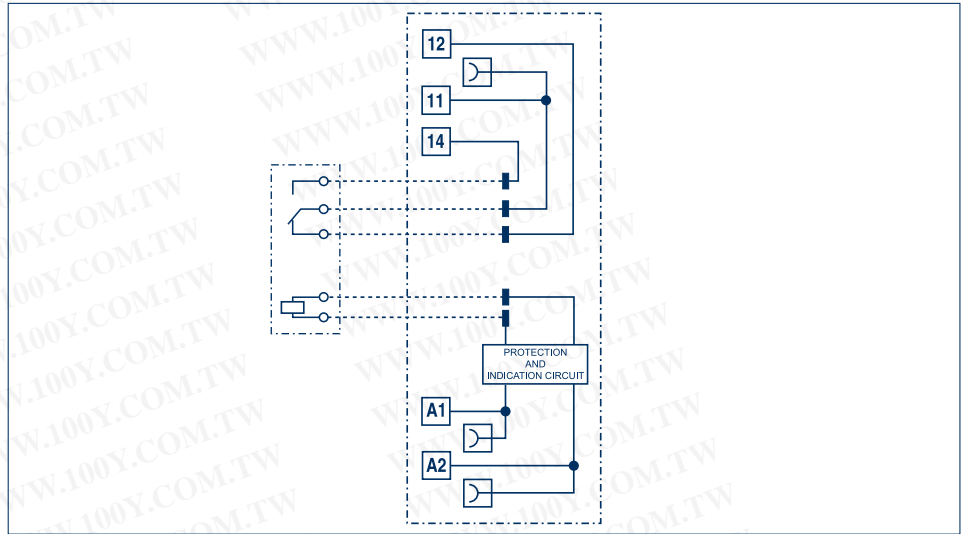 12
11
14
PROTECTION
AND
INDICATION CIRCUIT
A1
A2
WWW.100Y.COM.TW